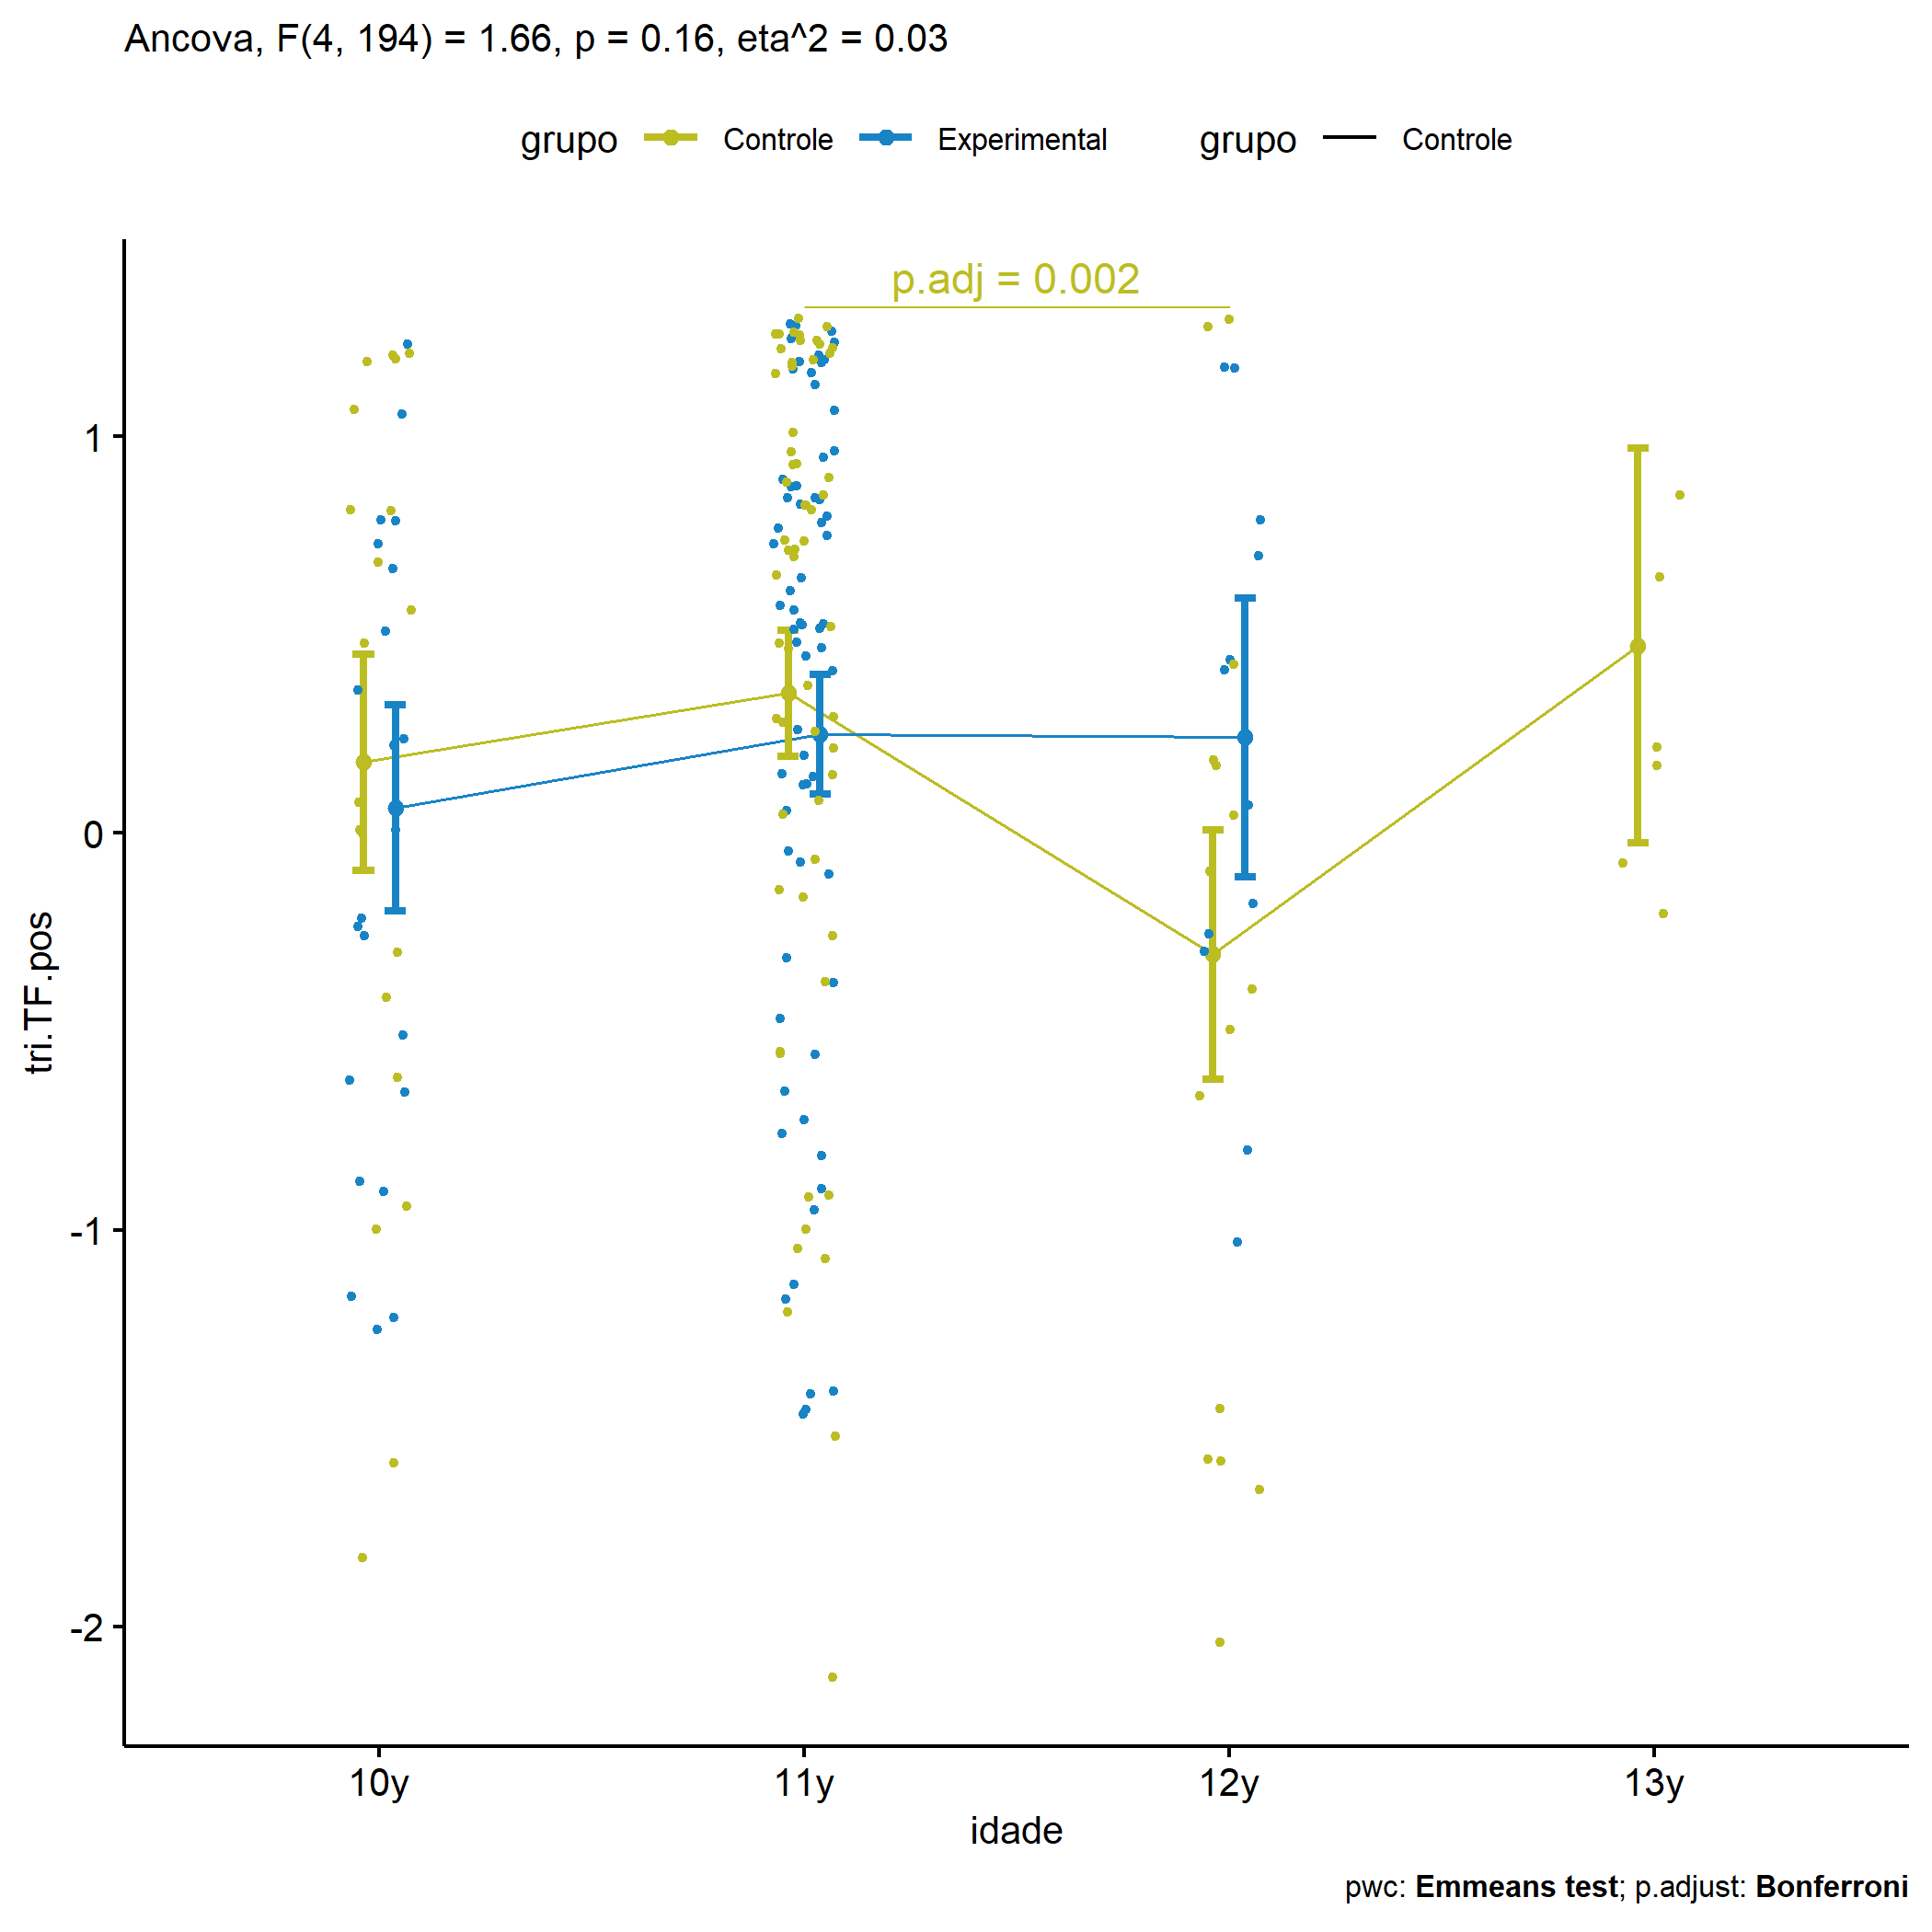 Ancova, F(4, 194) = 1.66, p = 0.16, eta^2 = 0.03
grupo Controle Experimental grupo Controle
p.adj = 0.002
1
0
-1
-2
tri.TF.pos
10y 11y 12y 13y
idade
pwc: Emmeans test; p.adjust: Bonferroni